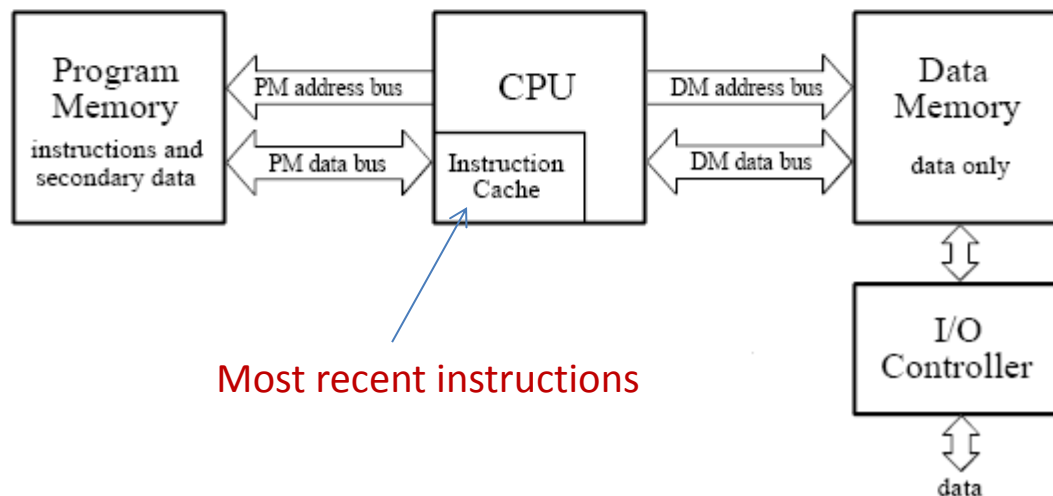 Program
Memory
instructions and
secondary data
PM address bus
PM data bus
CPU
Instruction
Cache
DM address bus
DM data bus
Data
Memory
data only
I/O
Controller
data
Most recent instructions